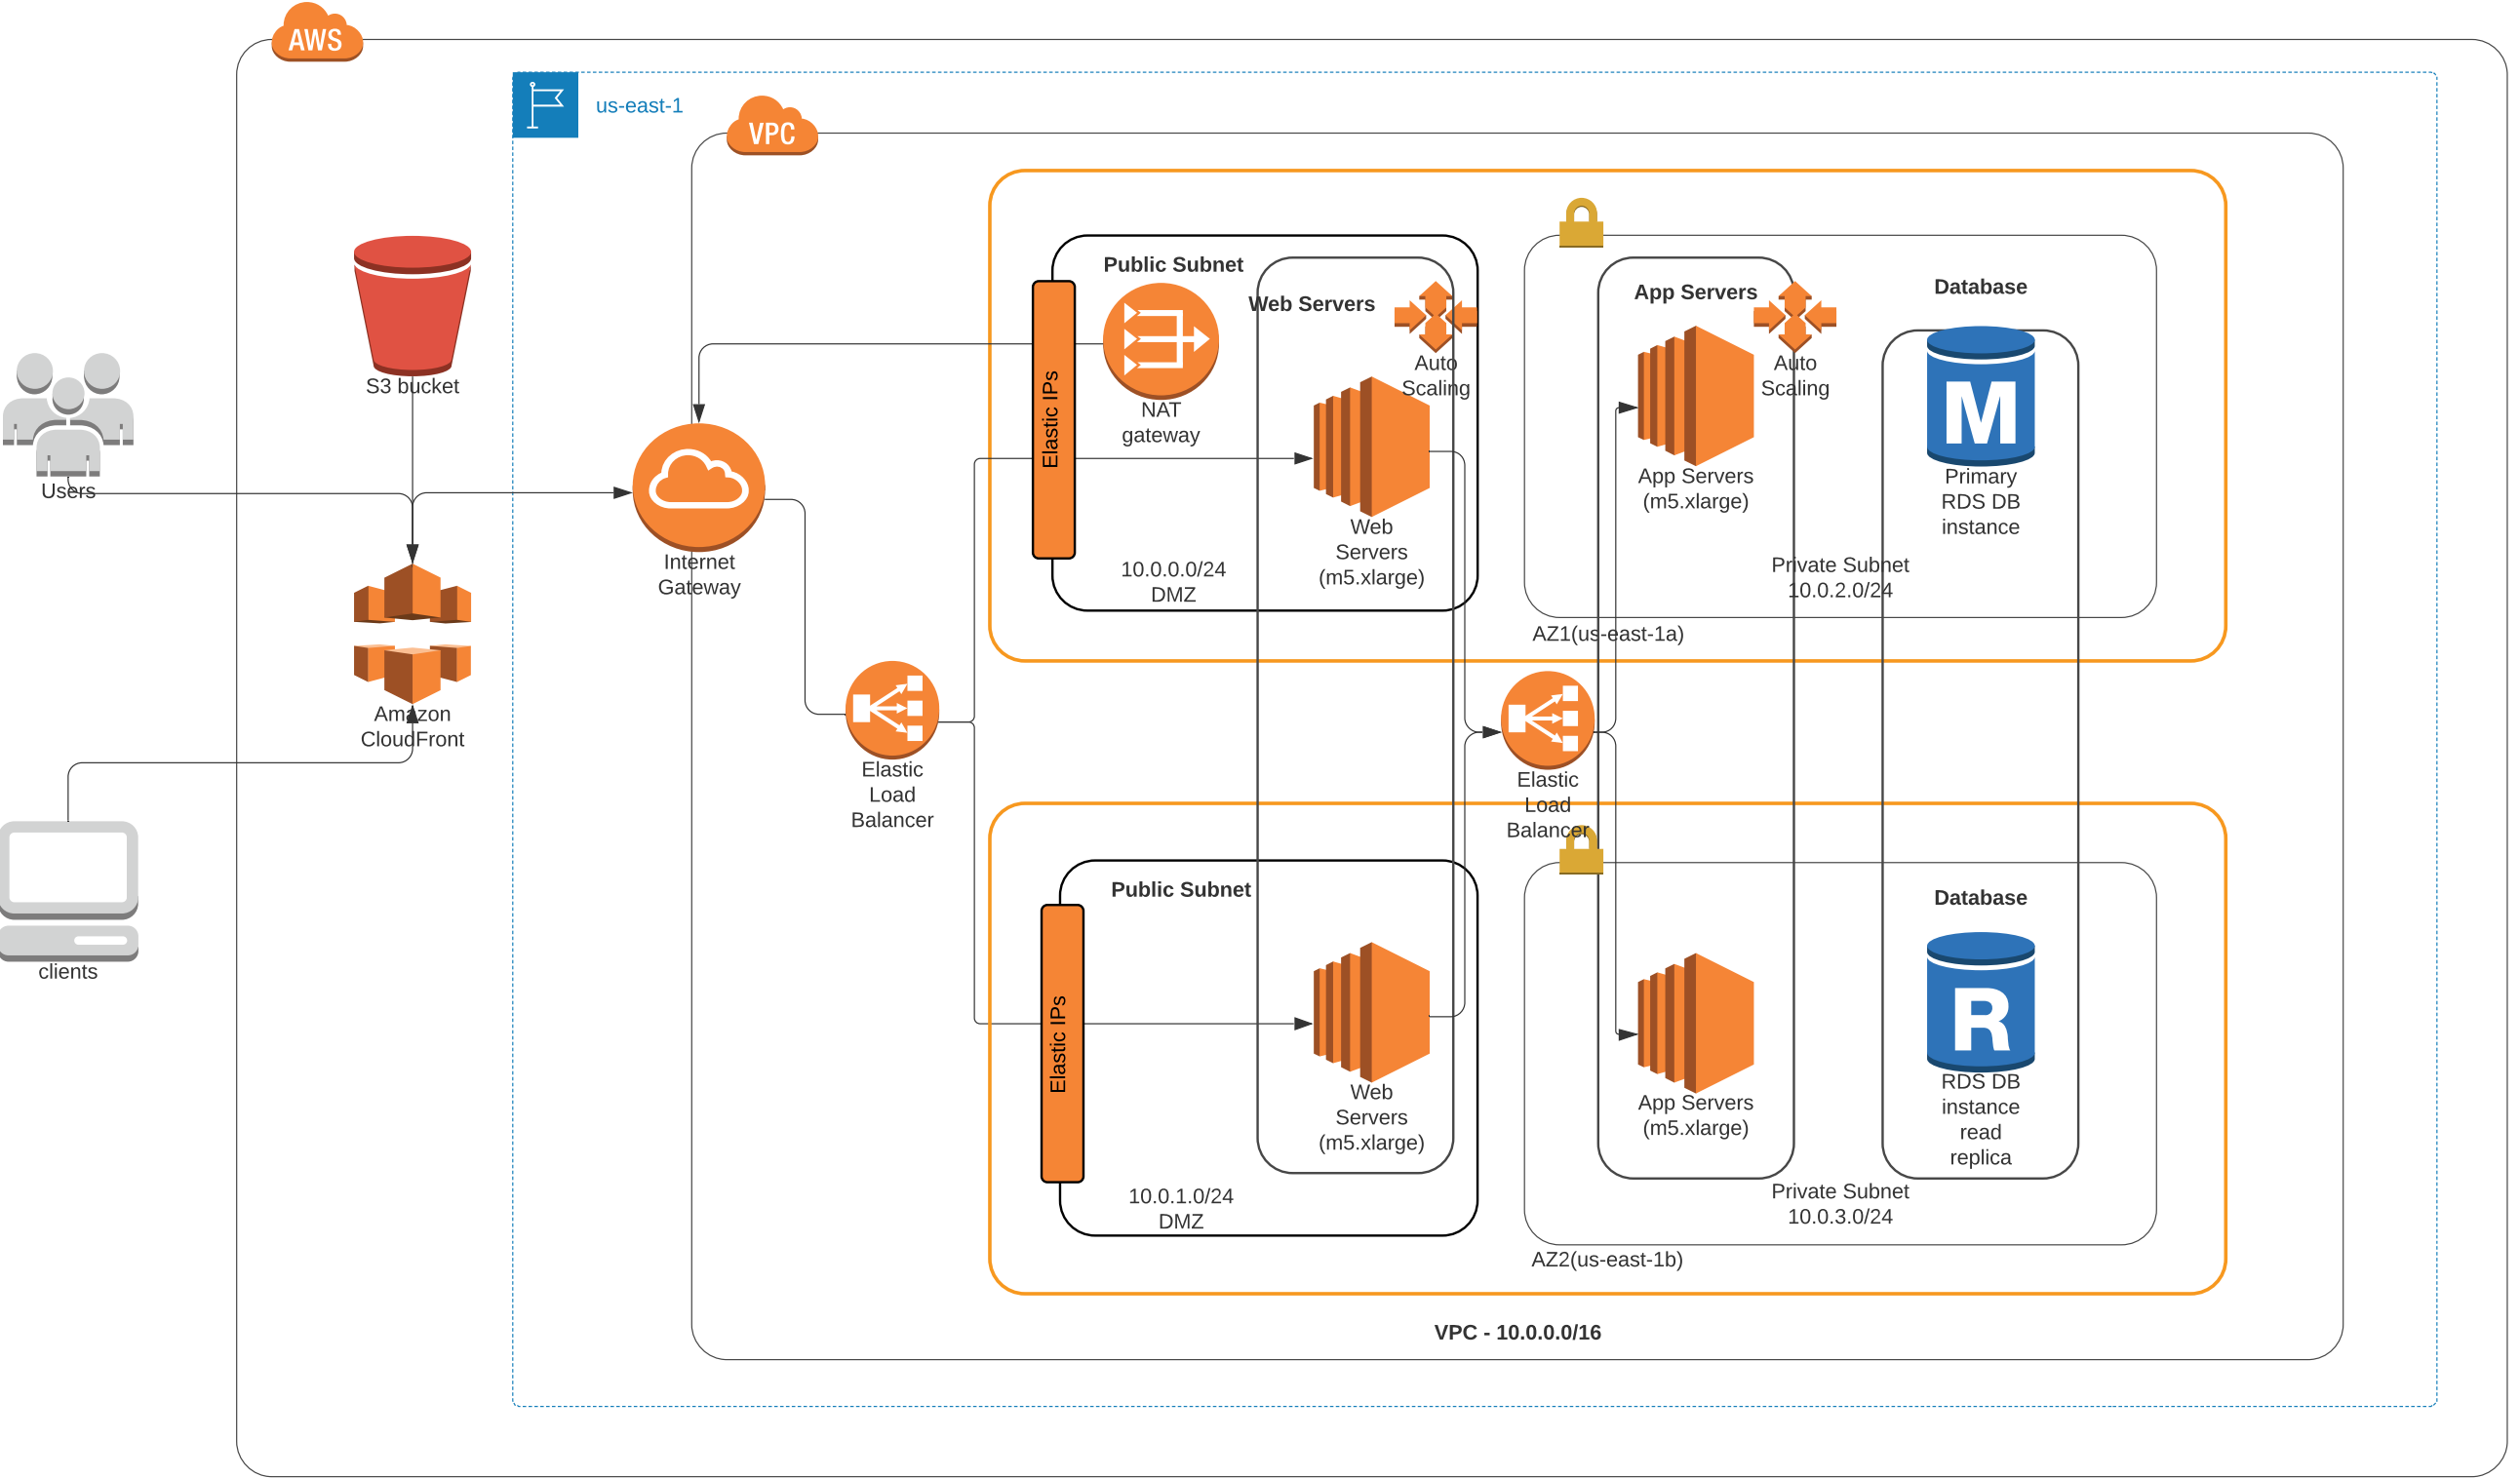 AWS
us-east-1
VPC
S3 bucket
Users
Amazon
CloudFront
clients
Internet
Gateway
Elastic
Load
Balancer
Public Subnet
Elastic IPs
NAT
gateway
10.0.0.0/24
DMZ
Web Servers
Auto
Scaling
Web
Servers
(m5.xlarge)
App Servers
Auto
Scaling
App Servers
(m5.xlarge)
Database
M
Primary
RDS DB
instance
Private Subnet
10.0.2.0/24
AZ1(us-east-1a)
Elastic
Load
Balancer
Public Subnet
Elastic IPs
Web
Servers
(m5.xlarge)
10.0.1.0/24
DMZ
App Servers
(m5.xlarge)
Database
R
RDS DB
instance
read
replica
Private Subnet
10.0.3.0/24
AZ2(us-east-1b)
VPC - 10.0.0.0/16